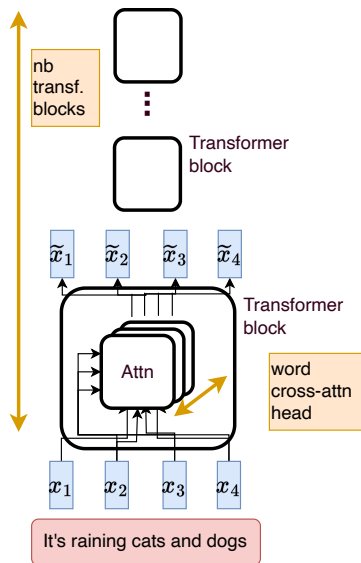 nb
transf.
blocks
⋮
Transformer
block
x̃₁ x̃₂ x̃₃ x̃₄
Transformer
block
Attn
word
cross-attn
head
x₁ x₂ x₃ x₄
It's raining cats and dogs